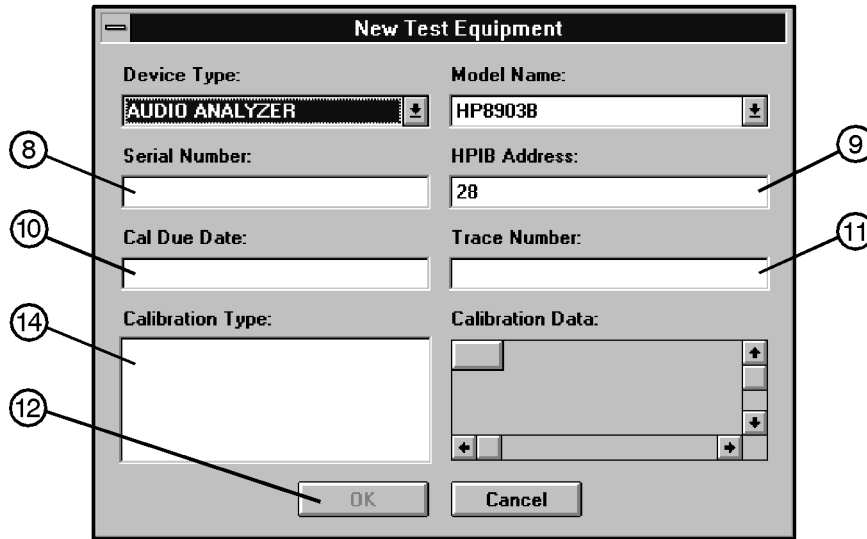 New Test Equipment
Device Type:
Model Name:
AUDIO ANALYZER
HP8903B
8
Serial Number:
HPIB Address:
9
28
10
Cal Due Date:
Trace Number:
11
14
Calibration Type:
Calibration Data:
12
OK
Cancel